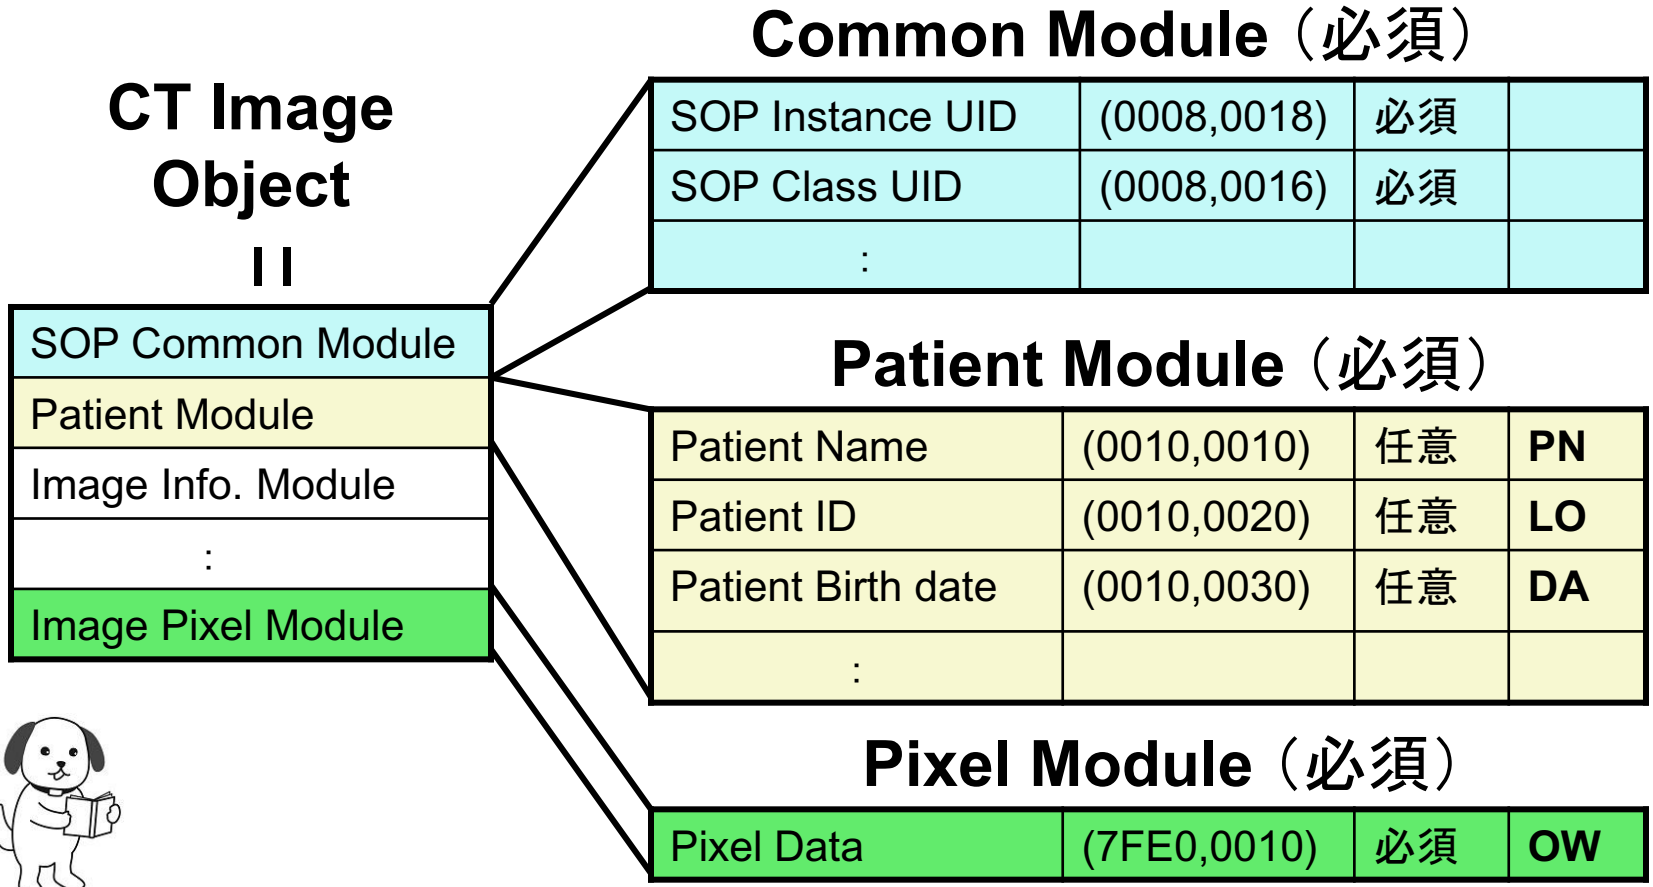 CT Image
Object
=
SOP Common Module
Patient Module
Image Info. Module
:
Image Pixel Module
Common Module（必須）
SOP Instance UID (0008,0018) 必須
SOP Class UID (0008,0016) 必須
:
Patient Module（必須）
Patient Name (0010,0010) 任意 PN
Patient ID (0010,0020) 任意 LO
Patient Birth date (0010,0030) 任意 DA
:
Pixel Module（必須）
Pixel Data (7FE0,0010) 必須 OW